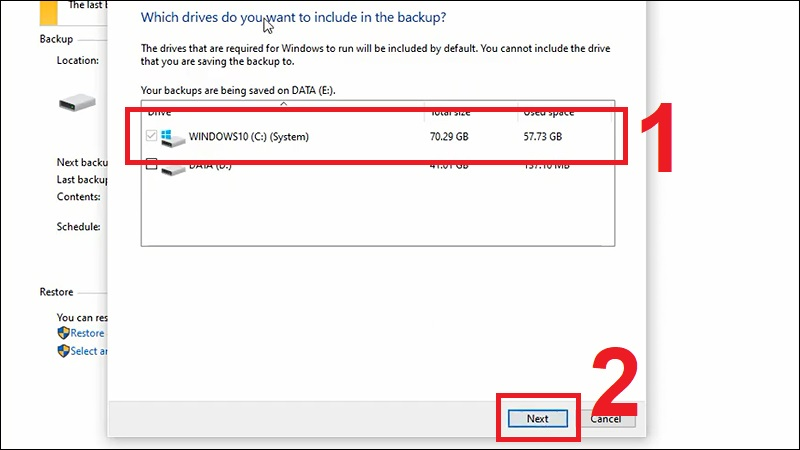 The last b
Which drives do you want to include in the backup?
Backup
Location:
The drives that are required for Windows to run will be included by default. You cannot include the drive
that you are saving the backup to.
Your backups are being saved on DATA (E:).
Drive Total size Used space
WINDOWS10 (C:) (System) 70.29 GB 57.73 GB
1
Next backu
DATA (D:) 41.01 GB 137.10 MB
Last backup
Contents:
Schedule:
Restore
You can res
Restore
Select ar
2
Next Cancel